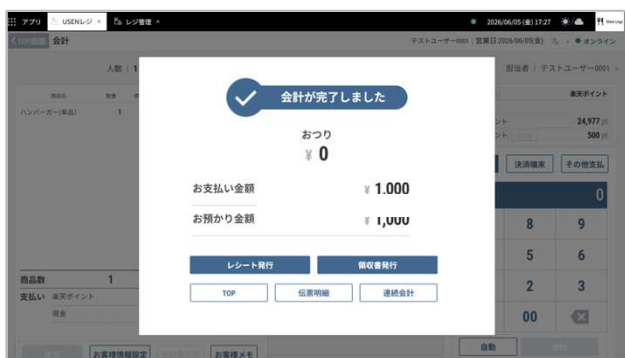 アプリ USENレジ × レジ管理 × 2026/06/05(金) 17:27
<TOP画面 会計 テストユーザー0001 営業日:2026/06/05(金) オンライン
人数 1 担当者 テストユーザー0001
商品名 数量 楽天ポイント
ハンバーガー(単品) 1
24,977 pt
500 pt
会計が完了しました
おつり
¥ 0
お支払い金額 ¥ 1,000
お預かり金額 ¥ 1,000
レシート発行 領収書発行
TOP 伝票明細 連続会計
決済端末 その他支払
0
8 9
5 6
2 3
00
商品数 1
支払い 楽天ポイント
現金
自動
お客様情報設定 お客様メモ